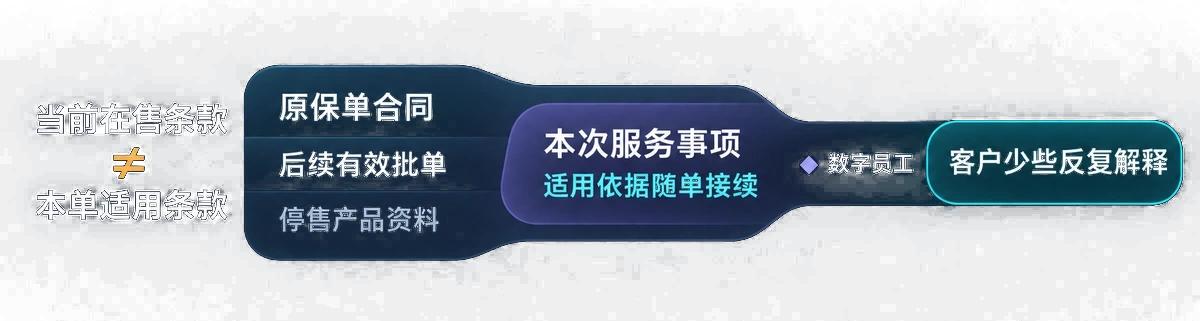 当前在售条款
≠
本单适用条款
原保单合同
后续有效批单
停售产品资料
本次服务事项
适用依据随单接续
数字员工
客户少些反复解释